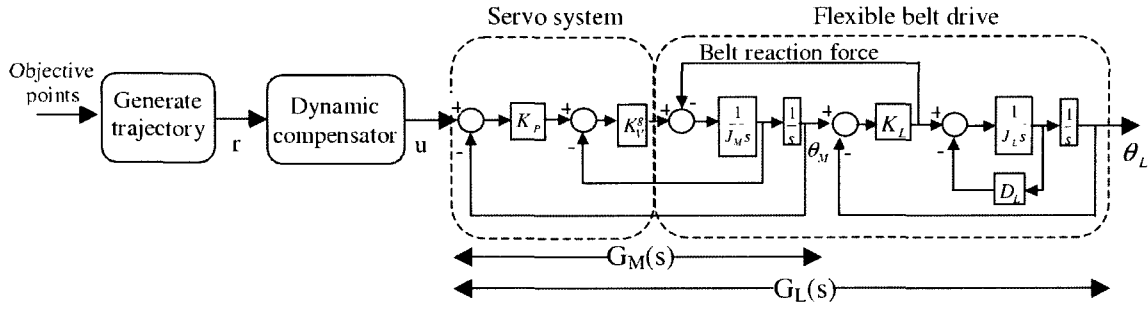 Servo system
Flexible belt drive
Objective points
Generate trajectory
r
Dynamic compensator
u
Belt reaction force
+
-
K_P
+
-
K_V^g
+
-
1
J_M s
1
s
θ_M
+
-
K_L
+
-
1
J_L s
1
s
D_L
θ_L
G_M(s)
G_L(s)